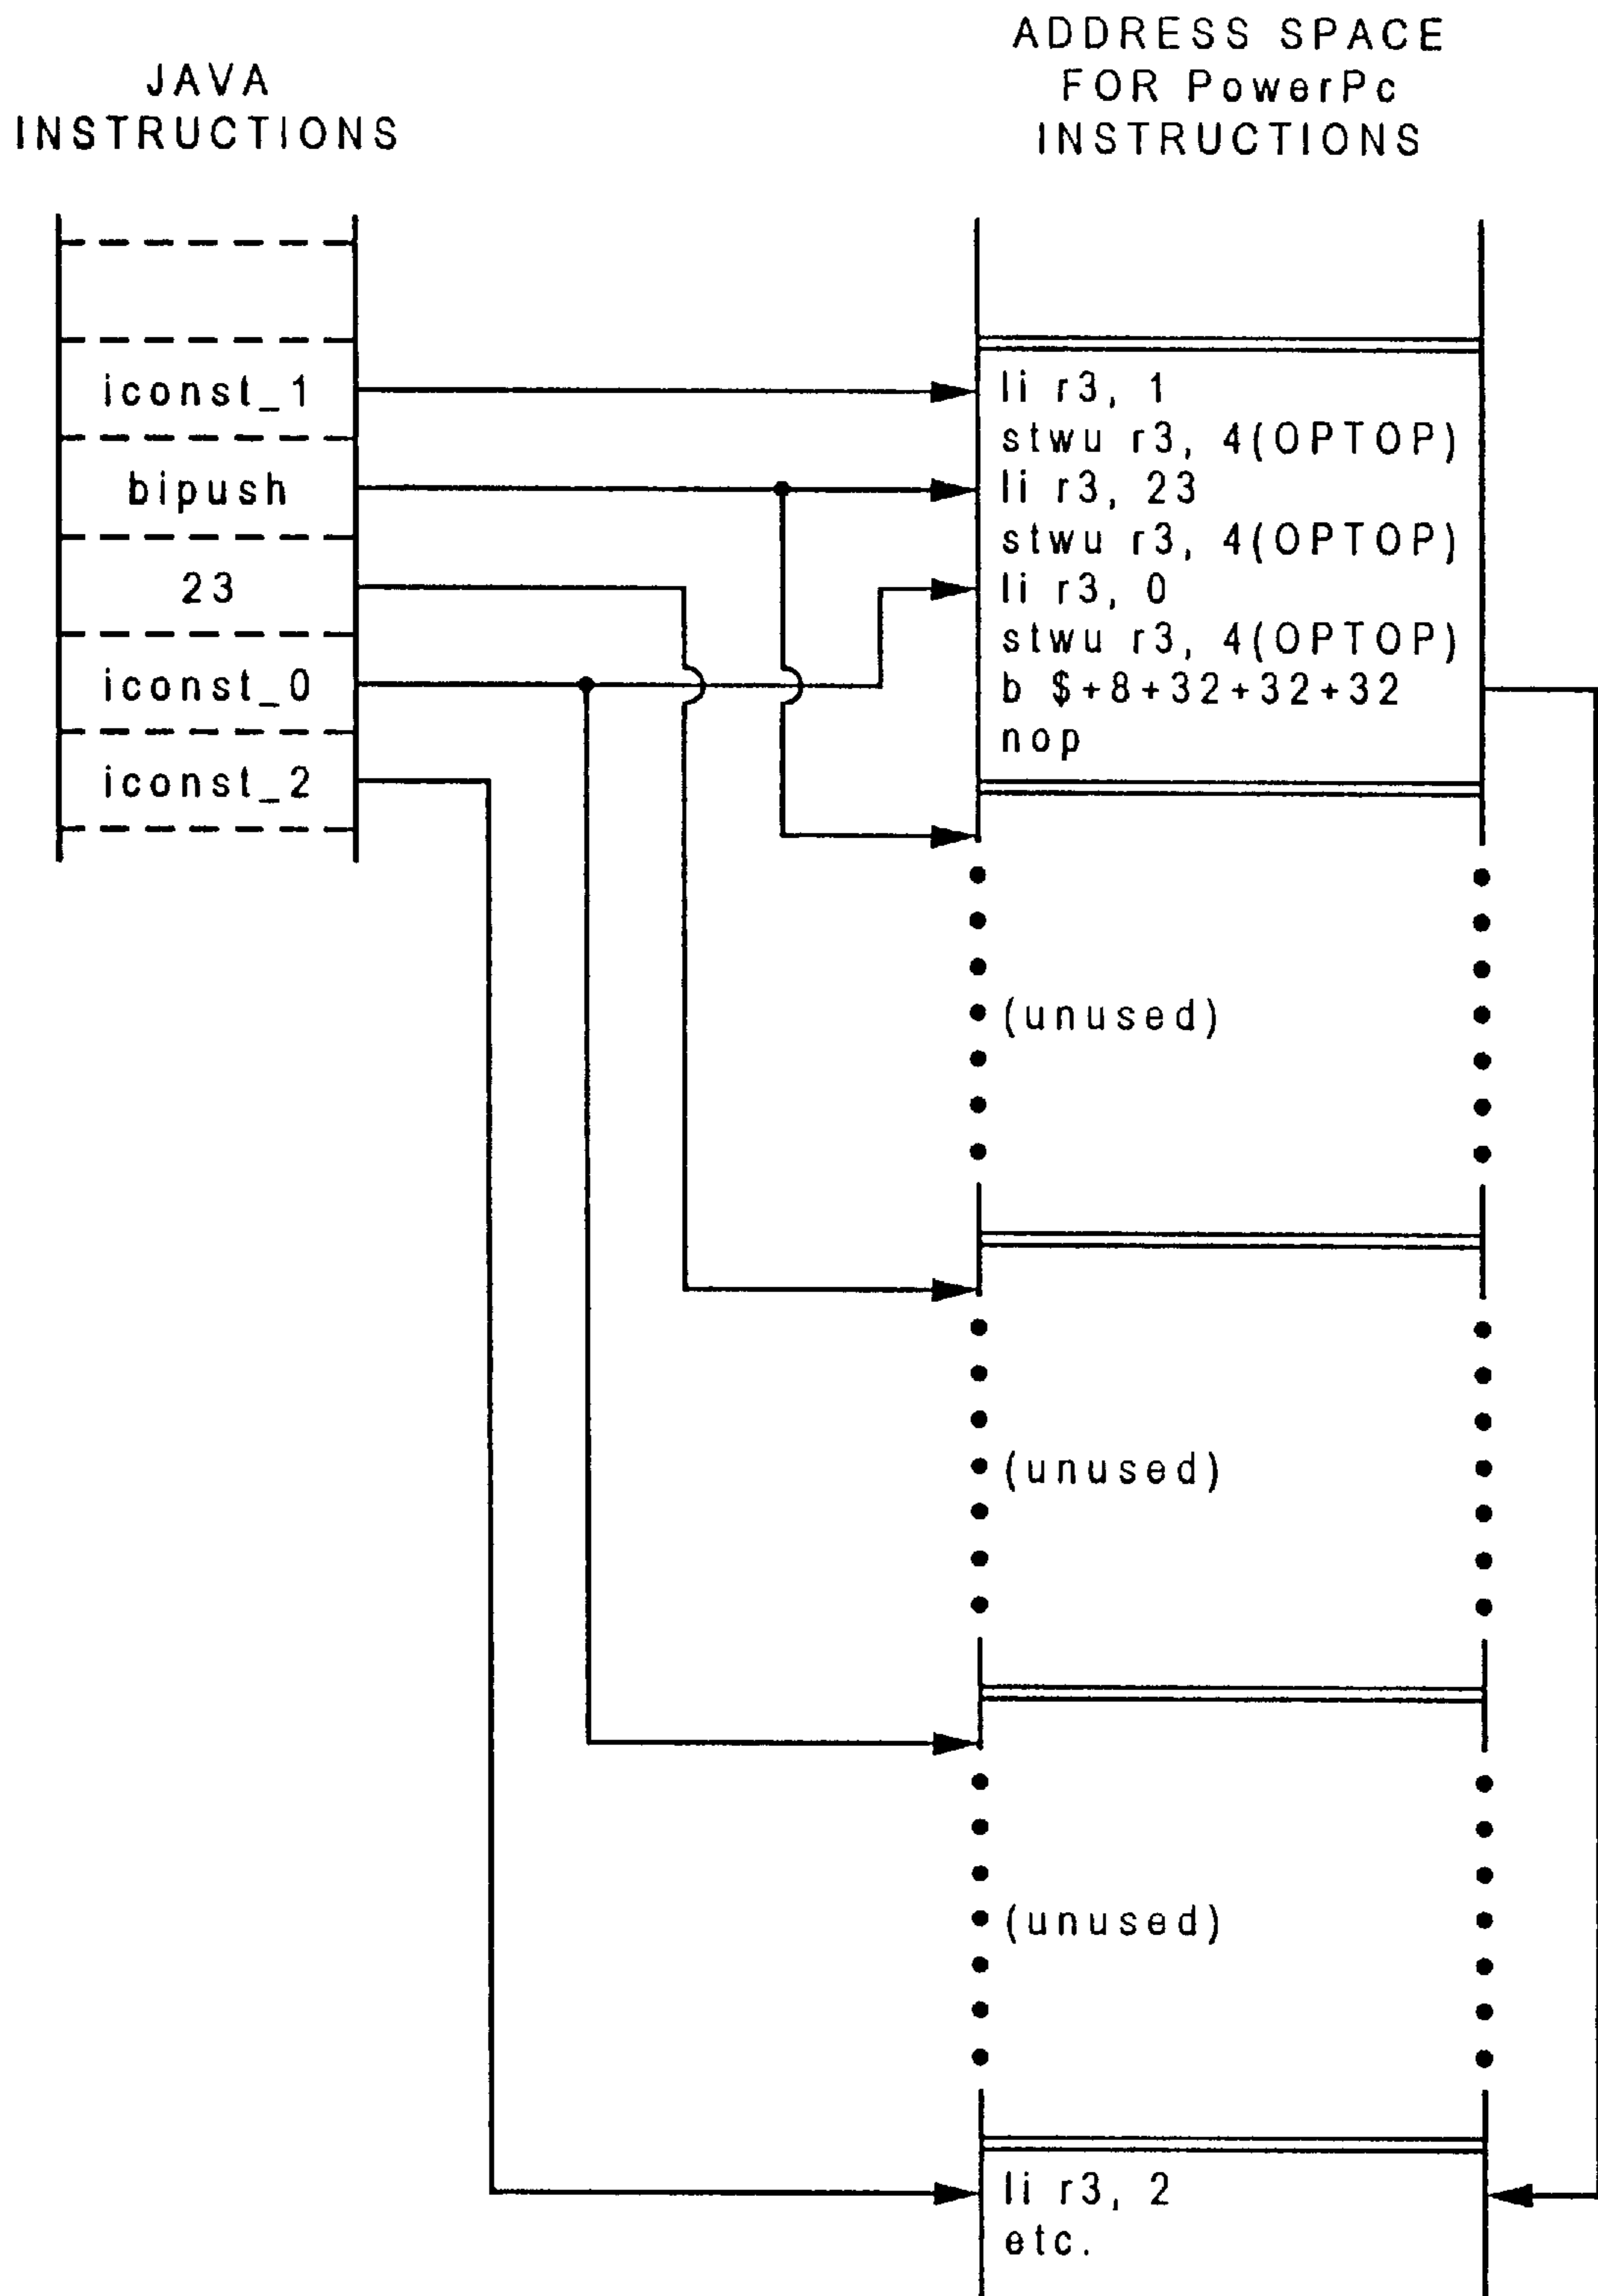 JAVA
INSTRUCTIONS
ADDRESS SPACE
FOR PowerPc
INSTRUCTIONS
iconst_1
bipush
23
iconst_0
iconst_2
li r3, 1
stwu r3, 4(OPTOP)
li r3, 23
stwu r3, 4(OPTOP)
li r3, 0
stwu r3, 4(OPTOP)
b $+8+32+32+32
nop
(unused)
(unused)
(unused)
li r3, 2
etc.